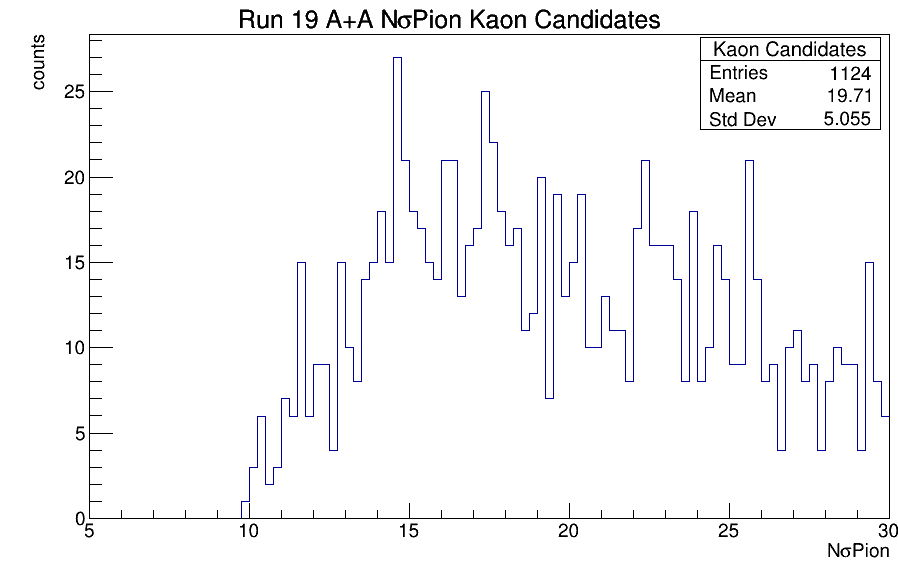 Run 19 A+A NσPion Kaon Candidates
counts
Kaon Candidates
Entries 1124
Mean 19.71
Std Dev 5.055
25
20
15
10
5
0
5 10 15 20 25 30
NσPion